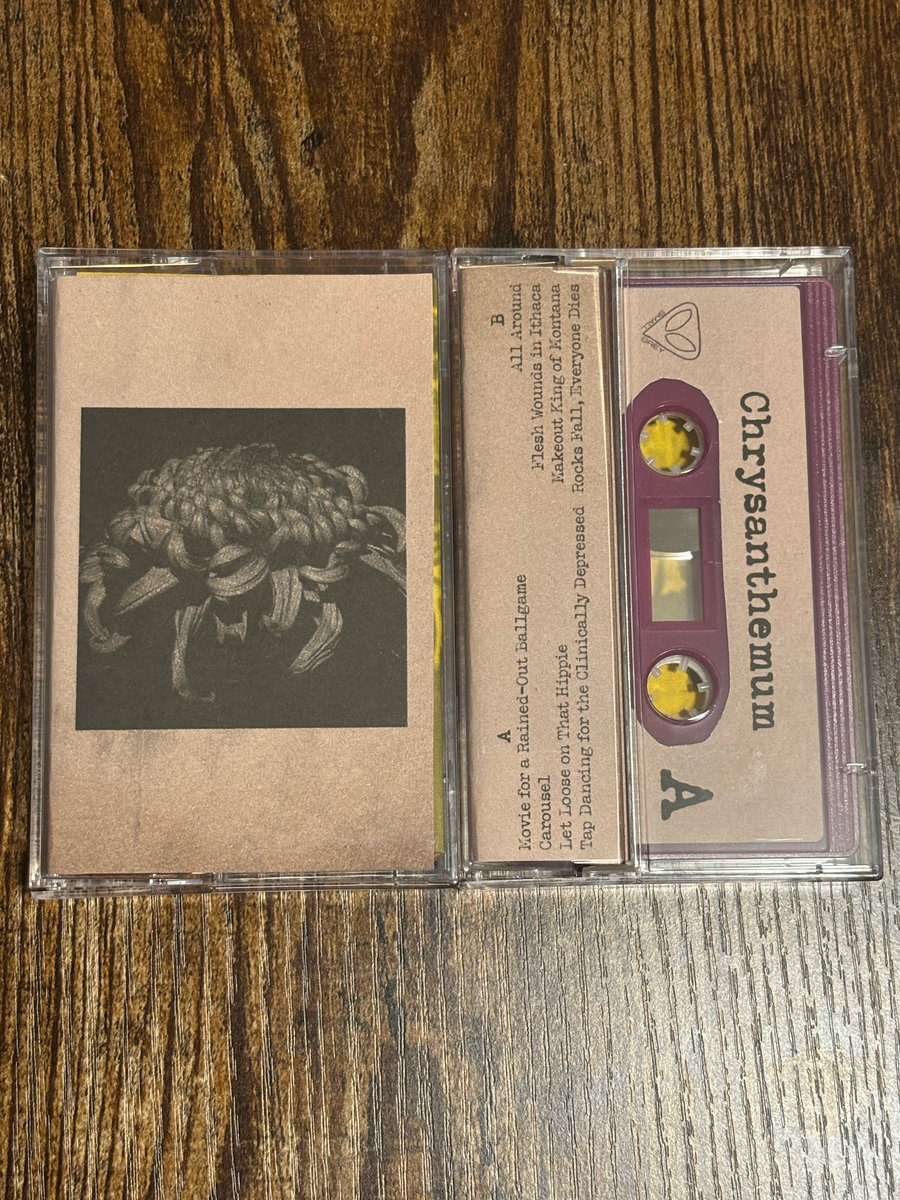 A
Movie for a Rained-Out Ballgame
Carousel
Let Loose on That Hippie
Tap Dancing for the Clinically Depressed
B
All Around
Flesh Wounds in Ithaca
Makeout King of Montana
Rocks Fall, Everyone Dies
Chrysanthemum
A